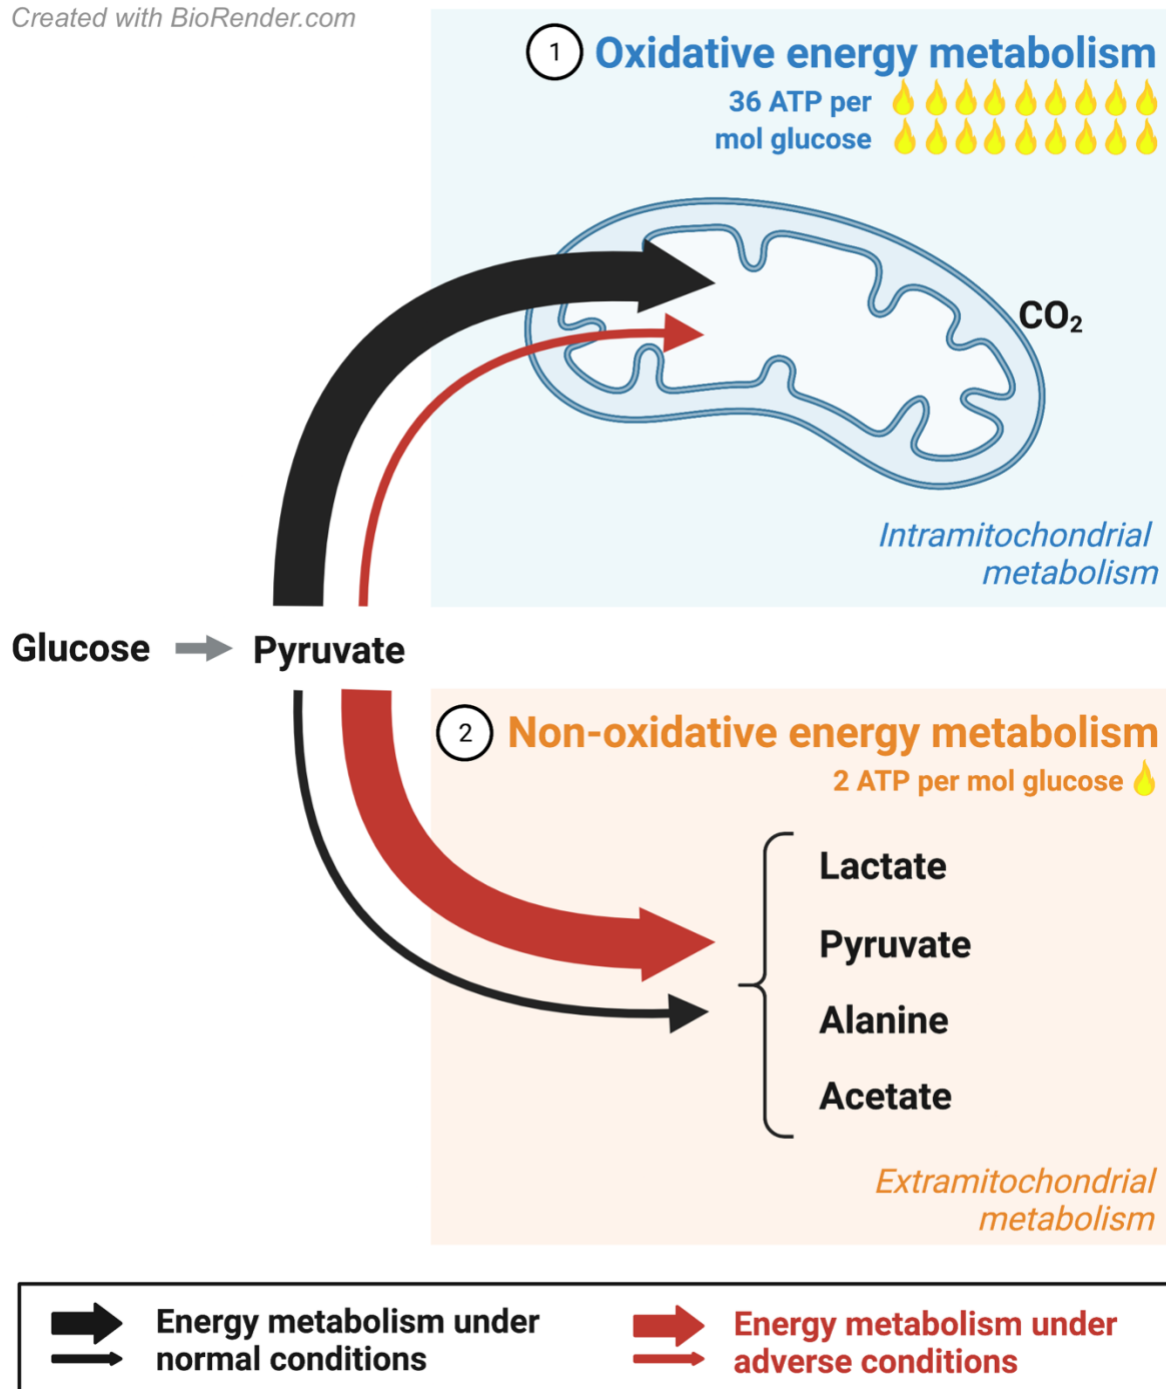 Created with BioRender.com
1 Oxidative energy metabolism
36 ATP per
mol glucose
CO₂
Intramitochondrial
metabolism
Glucose Pyruvate
2 Non-oxidative energy metabolism
2 ATP per mol glucose
Lactate
Pyruvate
Alanine
Acetate
Extramitochondrial
metabolism
Energy metabolism under
normal conditions
Energy metabolism under
adverse conditions